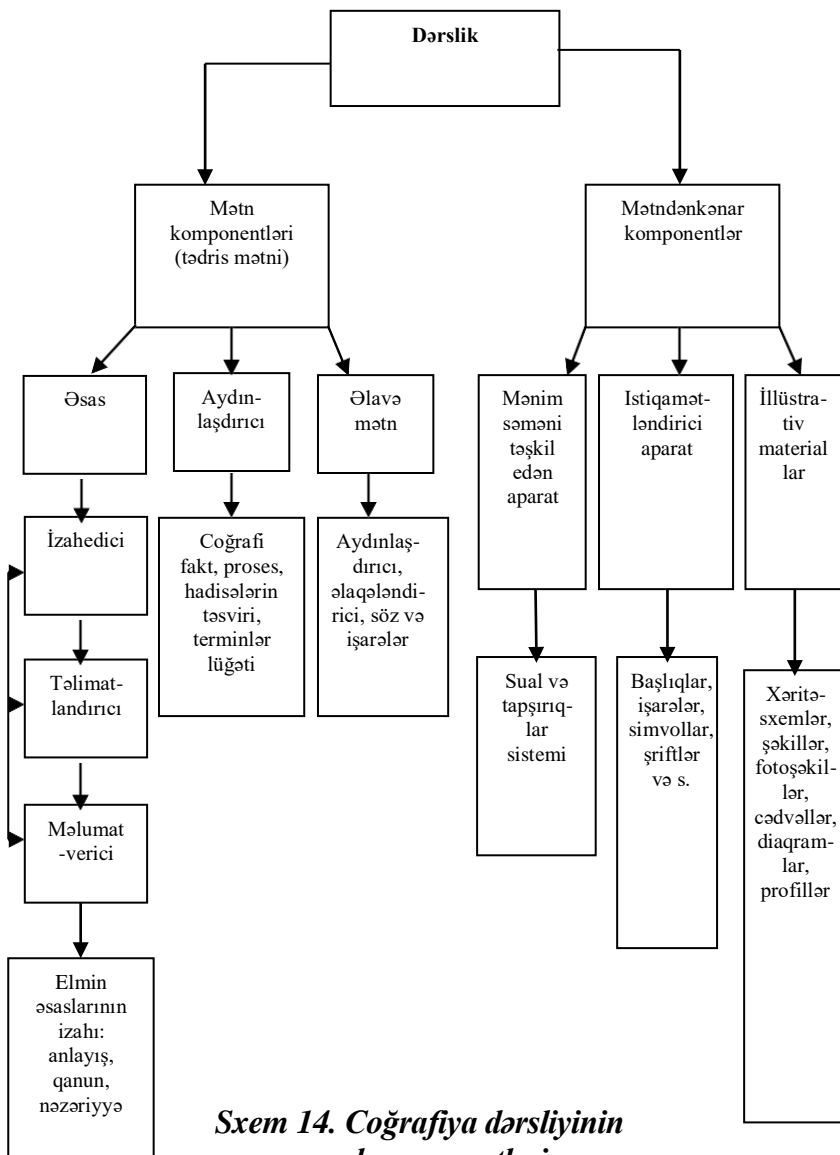 Dərslik
Mətn
komponentləri
(tədris mətni)
Mətndənkənar
komponentlər
Əsas
Aydın-
laşdırıcı
Əlavə
mətn
Mənim
səməni
təşkil
edən
aparat
Istiqamət-
ləndirici
aparat
İllüstra-
tiv
material
lar
İzahedici
Coğrafi
fakt, proses,
hadisələrin
təsviri,
terminlər
lüğəti
Aydınlaş-
dırıcı,
əlaqələndi-
rici, söz və
işarələr
Təlimat-
landırıcı
Sual və
tapşırıq-
lar
sistemi
Başlıqlar,
işarələr,
simvollar,
şriftlər
və s.
Xəritə-
sxemlər,
şəkillər,
fotoşəkil-
lər,
cədvəllər,
diaqram-
lar,
profillər
Məlumat
-verici
Elmin
əsaslarının
izahı:
anlayış,
qanun,
nəzəriyyə
Sxem 14. Coğrafiya dərsliyinin